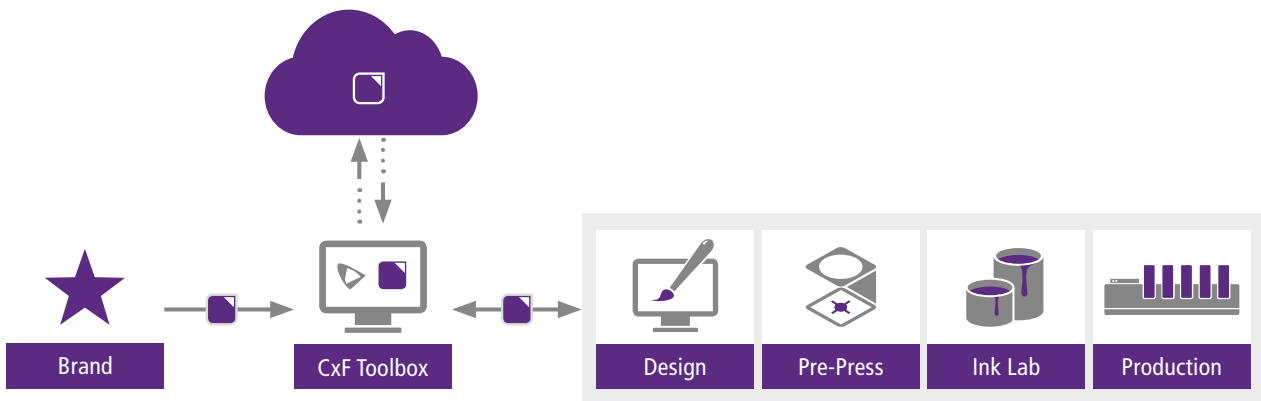 Brand
CxF Toolbox
Design
Pre-Press
Ink Lab
Production